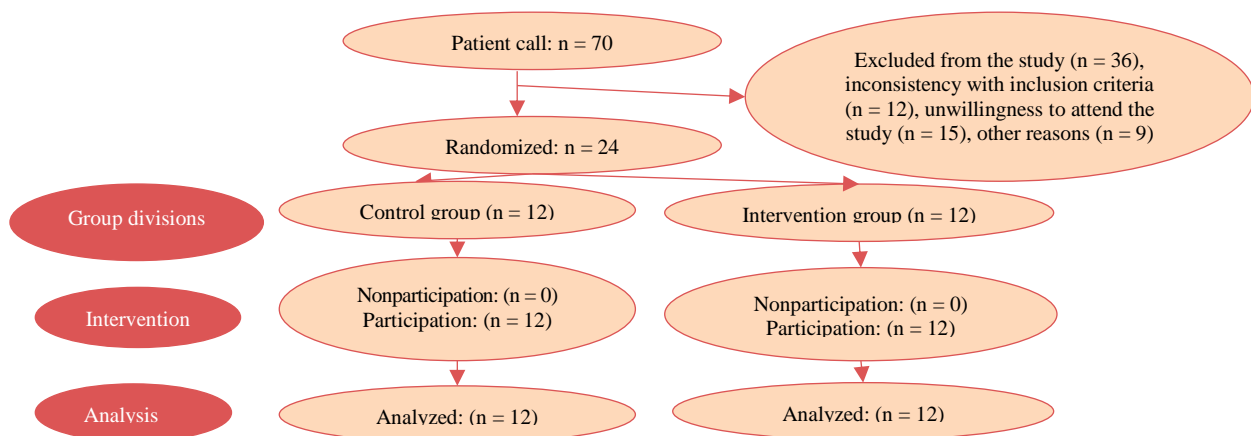 Patient call: n = 70
Excluded from the study (n = 36),
inconsistency with inclusion criteria
(n = 12), unwillingness to attend the
study (n = 15), other reasons (n = 9)
Randomized: n = 24
Group divisions
Control group (n = 12)
Intervention group (n = 12)
Intervention
Nonparticipation: (n = 0)
Participation: (n = 12)
Nonparticipation: (n = 0)
Participation: (n = 12)
Analysis
Analyzed: (n = 12)
Analyzed: (n = 12)